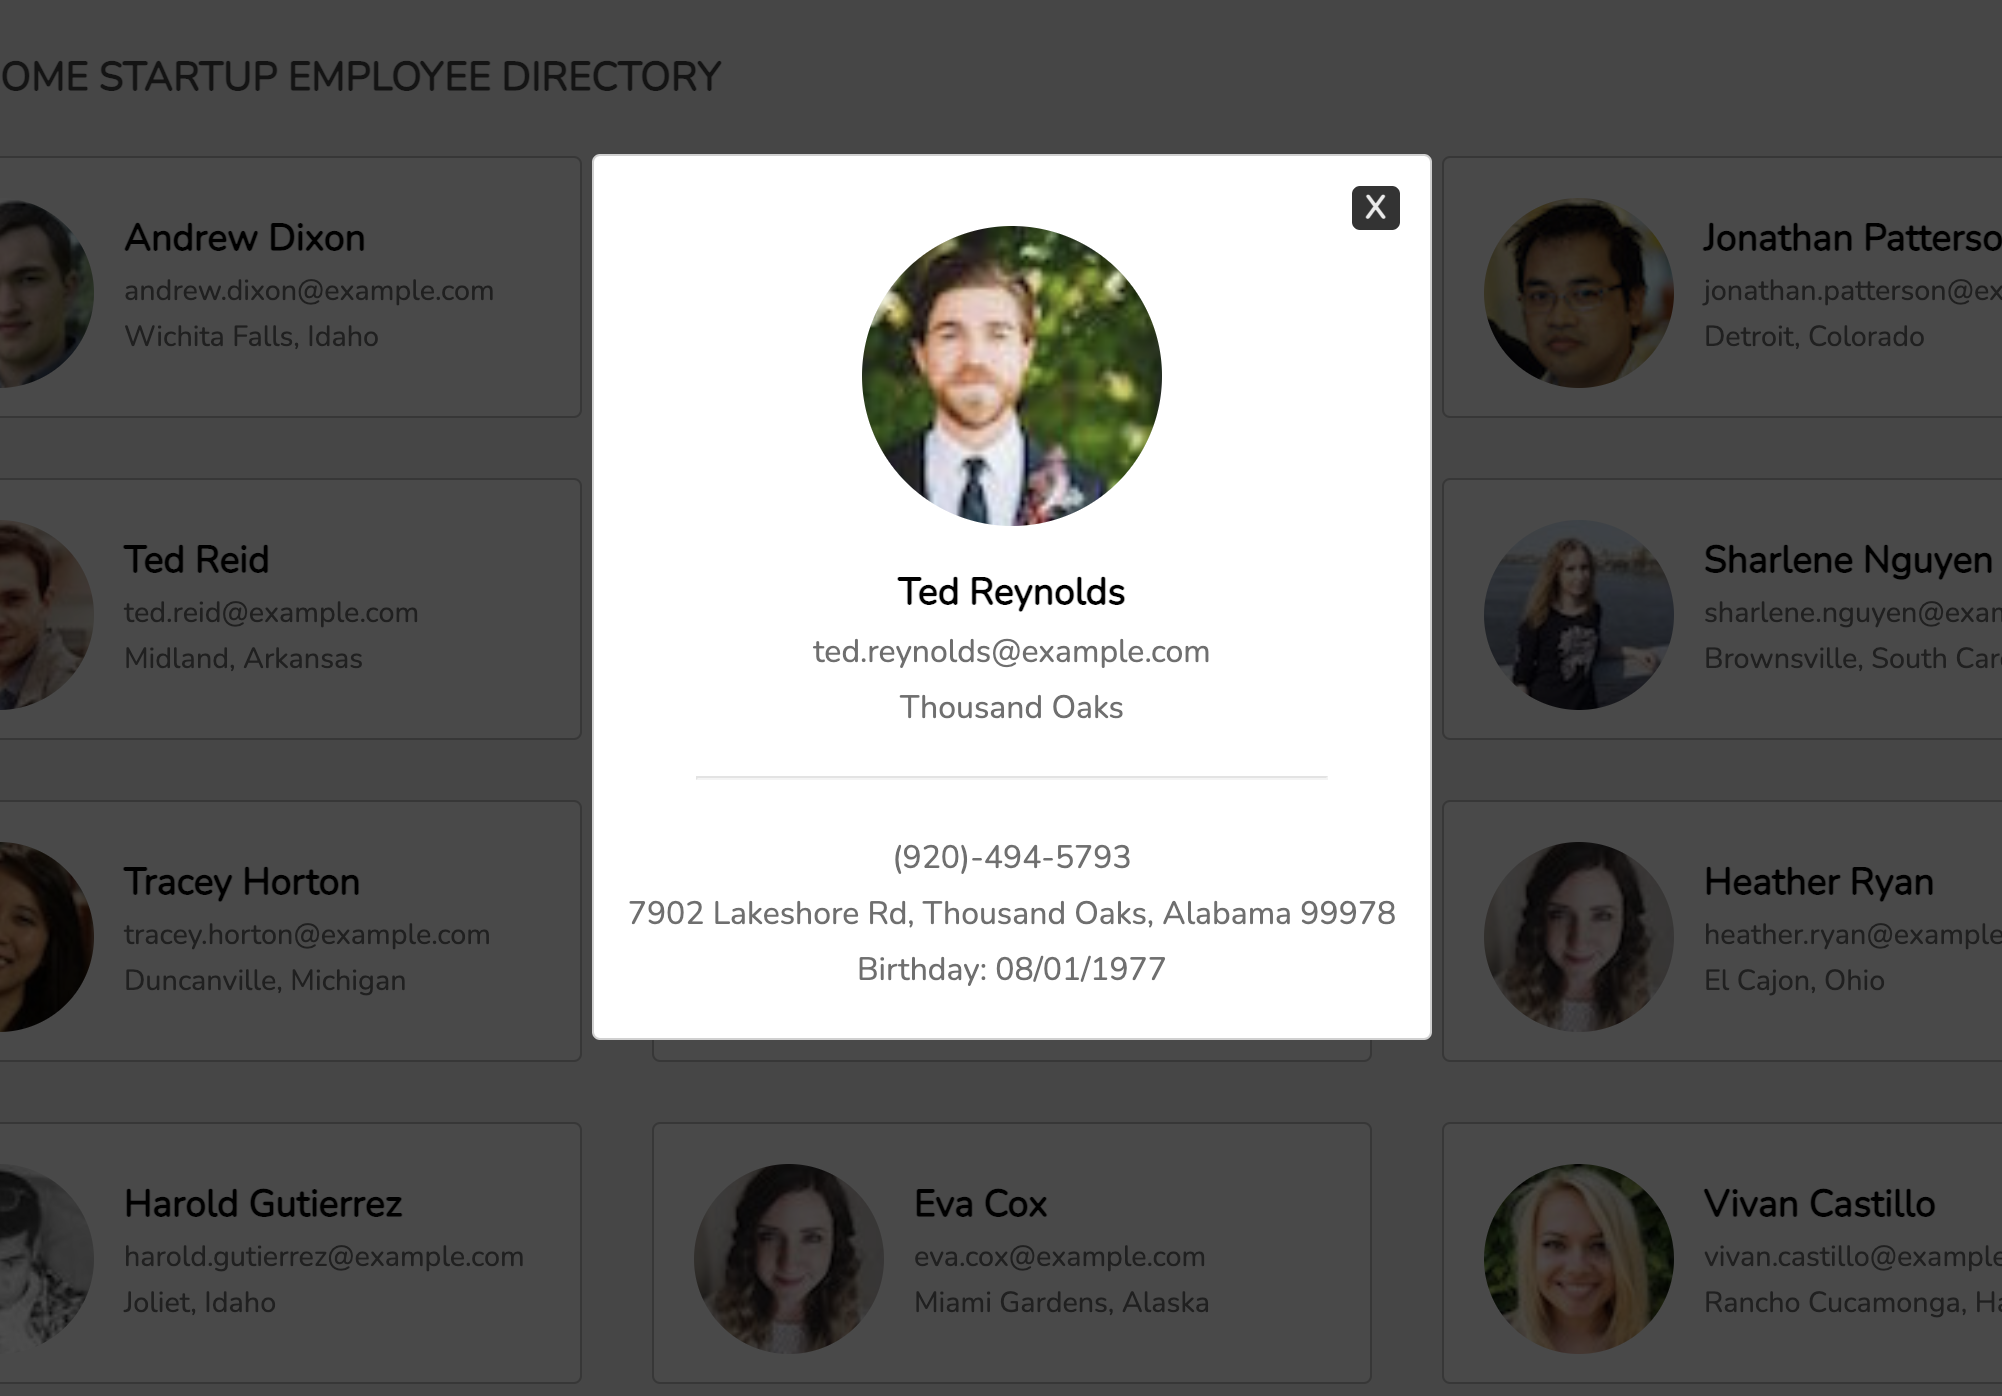 OME STARTUP EMPLOYEE DIRECTORY
X
Ted Reynolds
ted.reynolds@example.com
Thousand Oaks
(920)-494-5793
7902 Lakeshore Rd, Thousand Oaks, Alabama 99978
Birthday: 08/01/1977
Andrew Dixon
andrew.dixon@example.com
Wichita Falls, Idaho
Jonathan Patterso
jonathan.patterson@ex
Detroit, Colorado
Ted Reid
ted.reid@example.com
Midland, Arkansas
Sharlene Nguyen
sharlene.nguyen@exan
Brownsville, South Car
Tracey Horton
tracey.horton@example.com
Duncanville, Michigan
Heather Ryan
heather.ryan@example
El Cajon, Ohio
Harold Gutierrez
harold.gutierrez@example.com
Joliet, Idaho
Eva Cox
eva.cox@example.com
Miami Gardens, Alaska
Vivan Castillo
vivan.castillo@example
Rancho Cucamonga, Ha